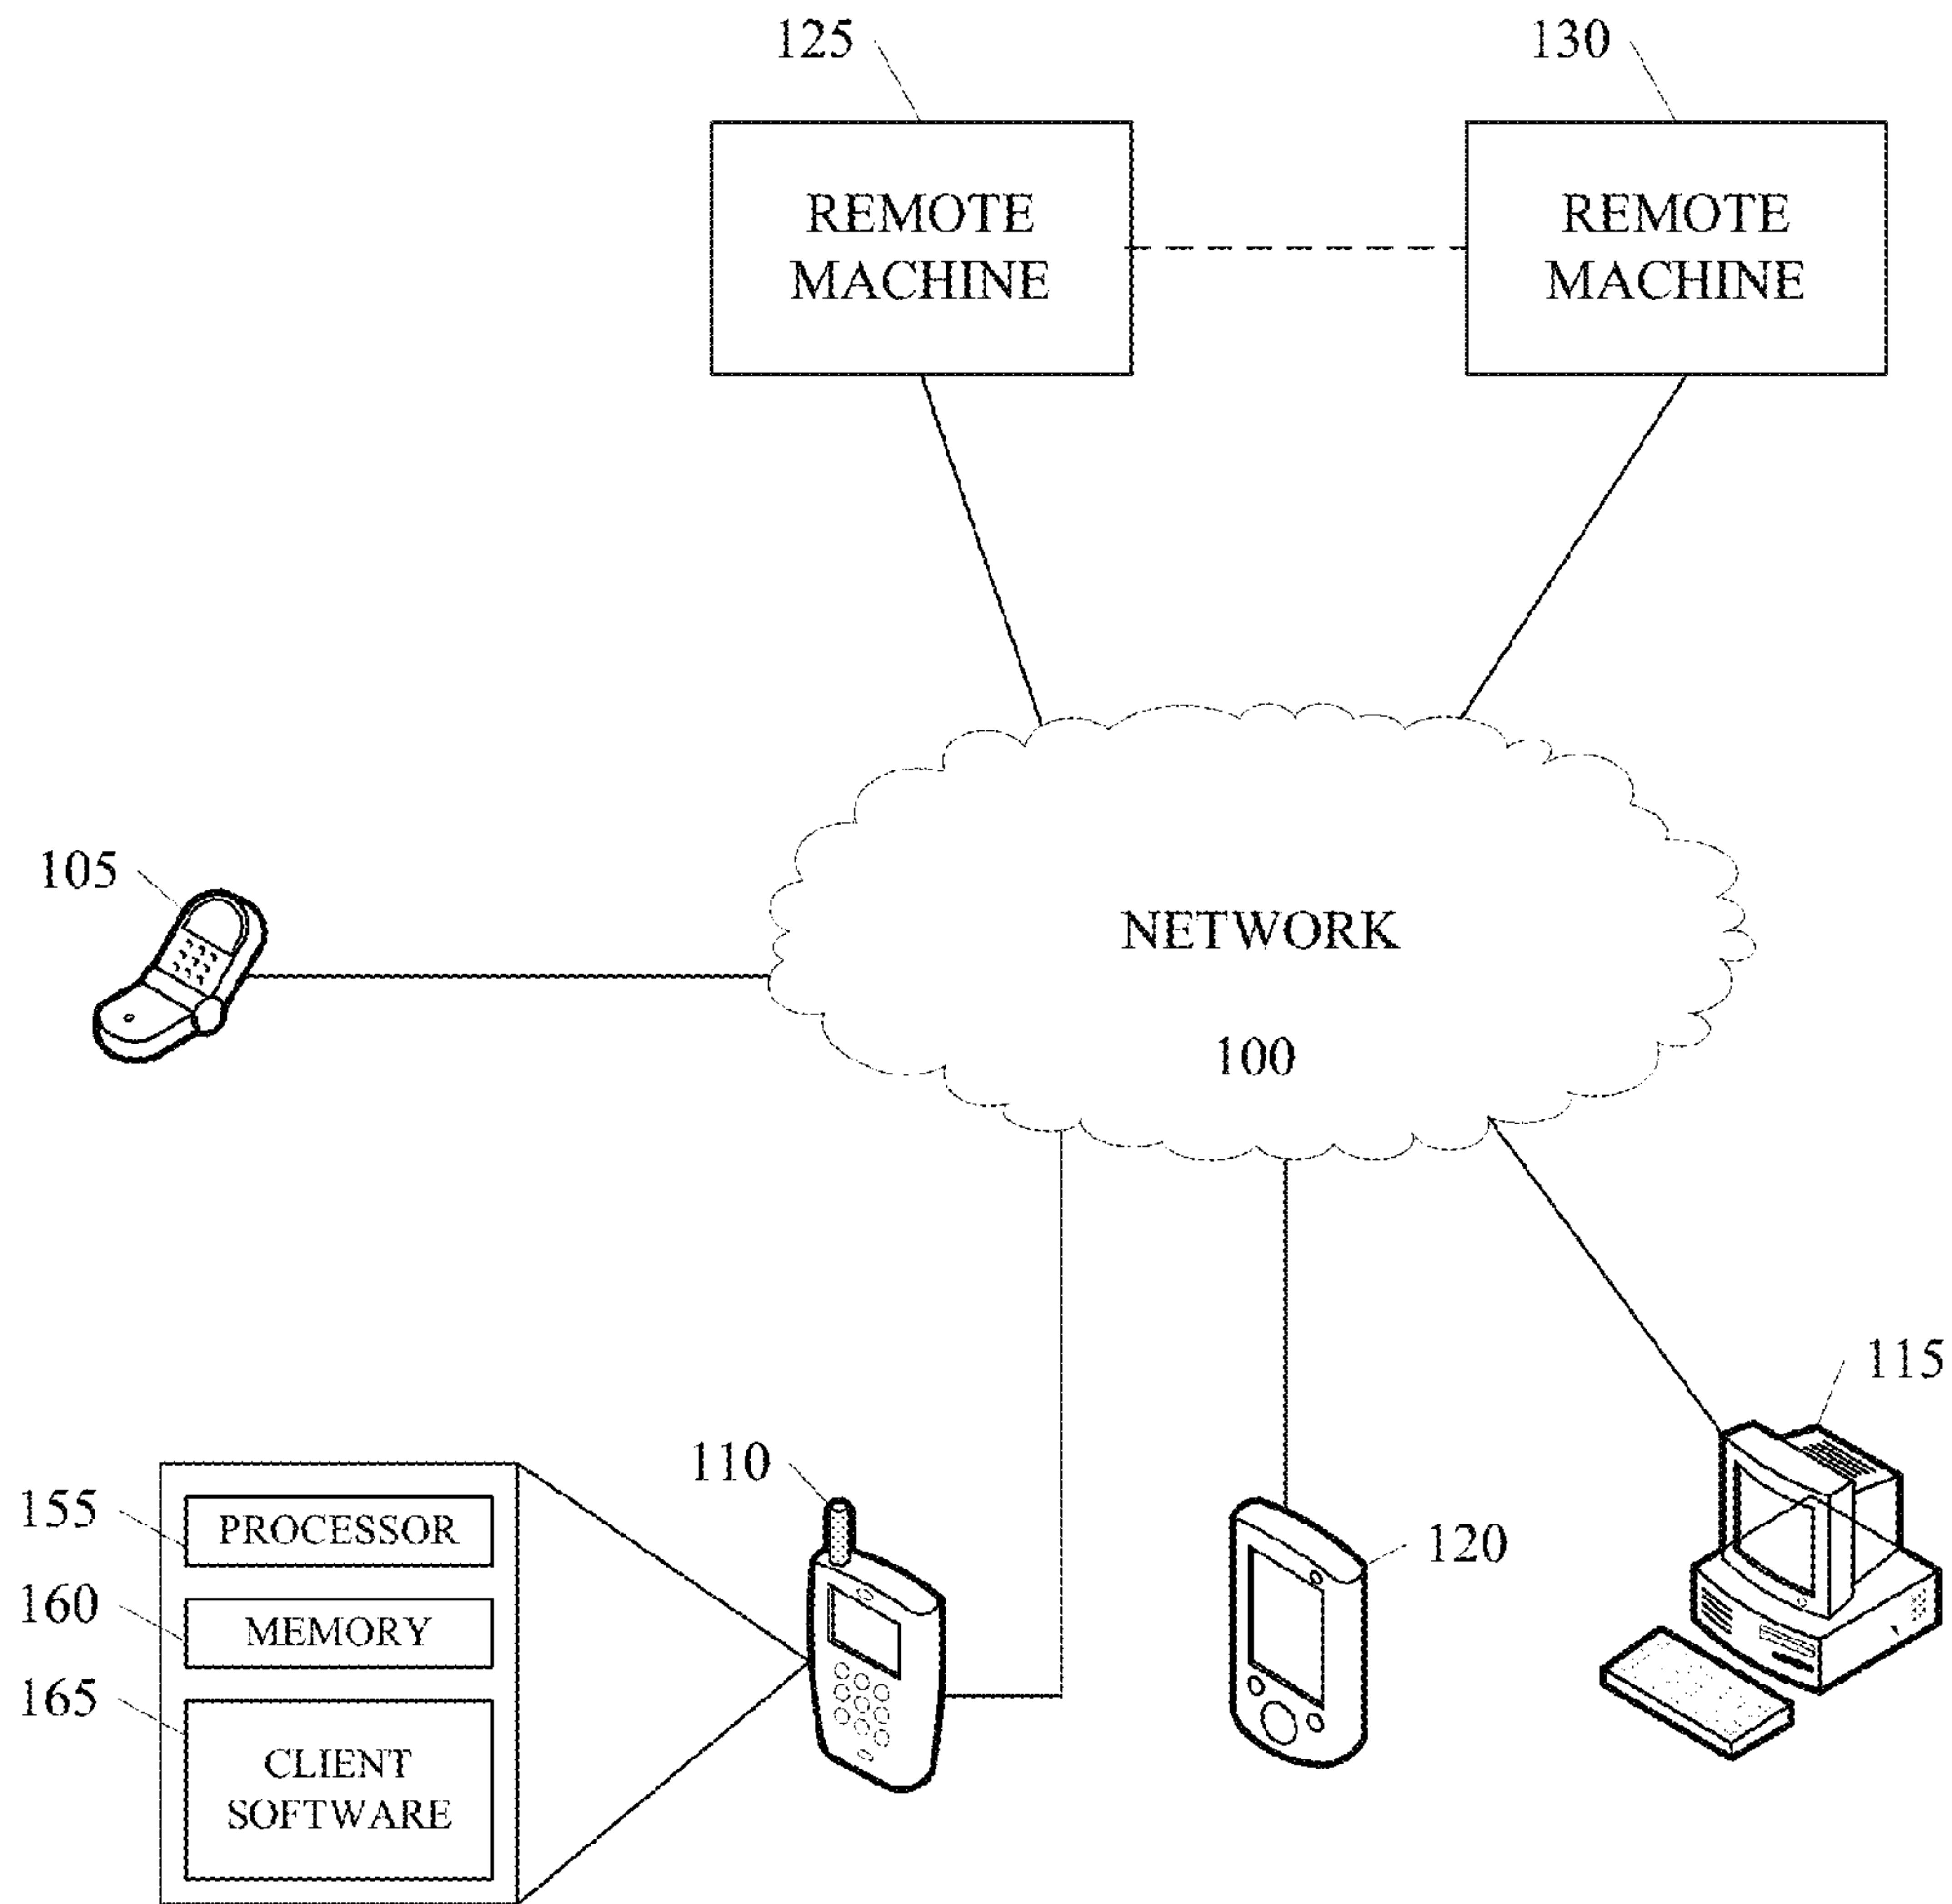 125
130
REMOTE
MACHINE
REMOTE
MACHINE
105
NETWORK
100
115
110
120
155
PROCESSOR
160
MEMORY
165
CLIENT
SOFTWARE